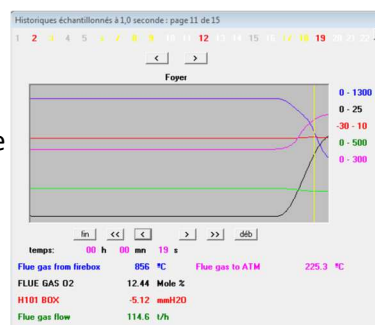 Historiques échantillonnés à 1,0 seconde : page 11 de 15
1 2 3 4 5 6 7 8 9 10 11 12 13 14 15 16 17 18 19
< >
Foyer
e
0 - 1300
0 - 25
-30 - 10
0 - 500
0 - 300
fin << < > >> déb
temps: 00 h 00 mn 19 s
Flue gas from firebox 856 ºC Flue gas to ATM 225.3 ºC
FLUE GAS O2 12.44 Mole %
H101 BOX -5.12 mmH2O
Flue gas flow 114.6 t/h